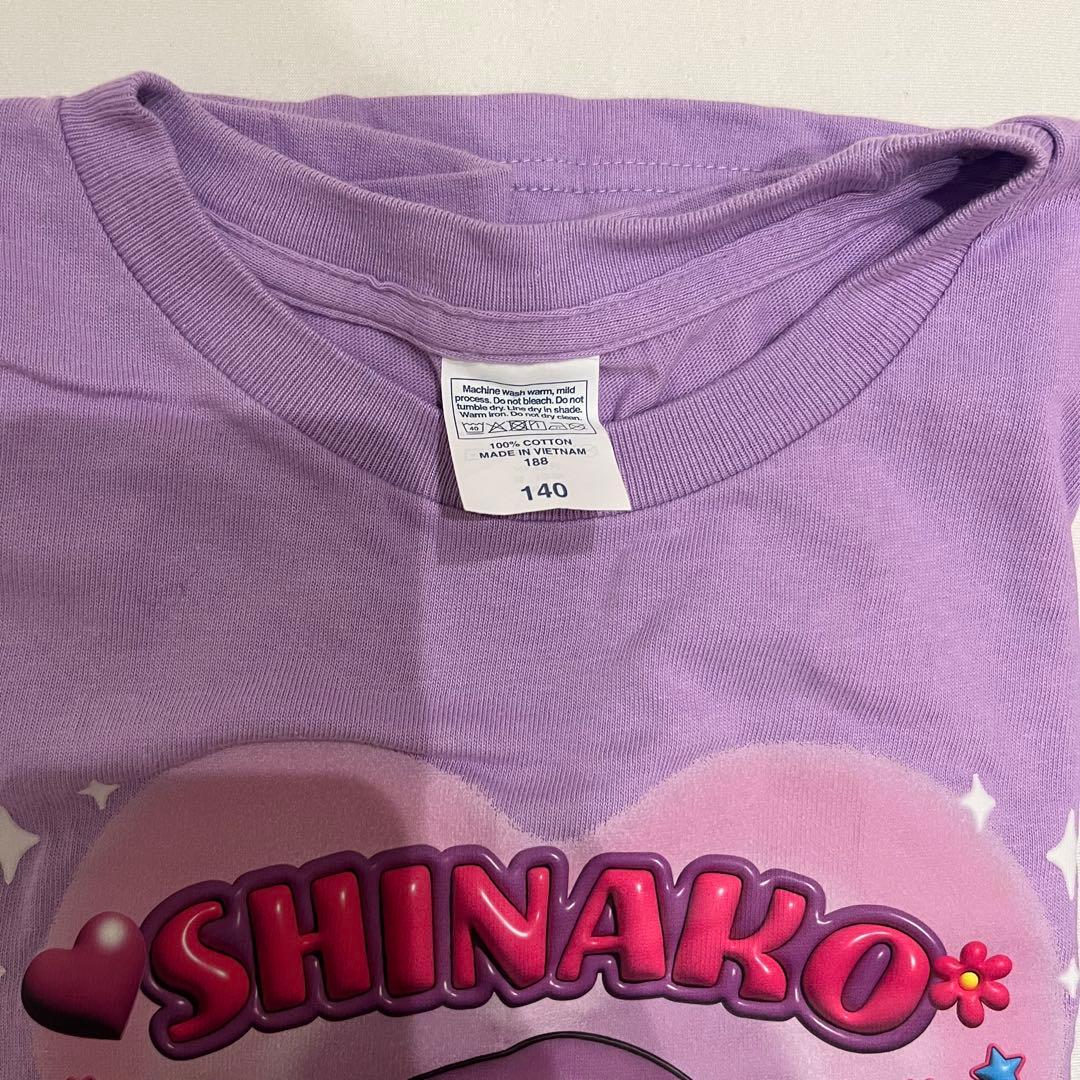 Machine wash warm, mild
process. Do not bleach. Do not
tumble dry. Line dry in shade.
Warm iron. Do not dry clean.
40
100% COTTON
MADE IN VIETNAM
188
140
SHINAKO